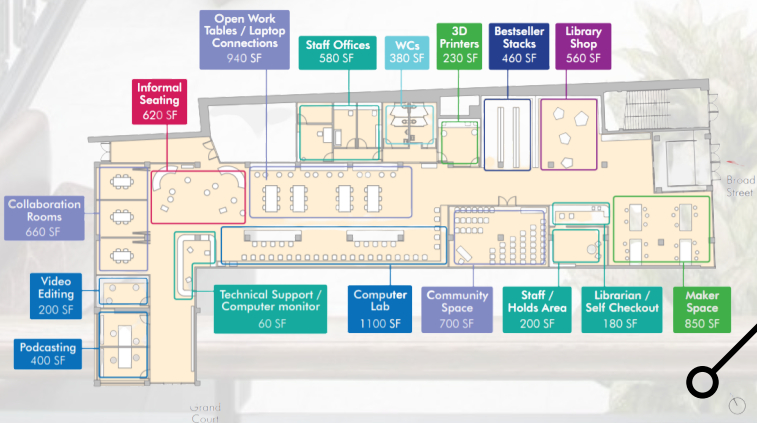 Open Work
Tables / Laptop
Connections
940 SF
Staff Offices
580 SF
WCs
380 SF
3D
Printers
230 SF
Bestseller
Stacks
460 SF
Library
Shop
560 SF
Informal
Seating
620 SF
Broad
Street
Collaboration
Rooms
660 SF
Video
Editing
200 SF
Technical Support /
Computer monitor
60 SF
Computer
Lab
1100 SF
Community
Space
700 SF
Staff /
Holds Area
200 SF
Librarian /
Self Checkout
180 SF
Maker
Space
850 SF
Podcasting
400 SF
Grand
Court